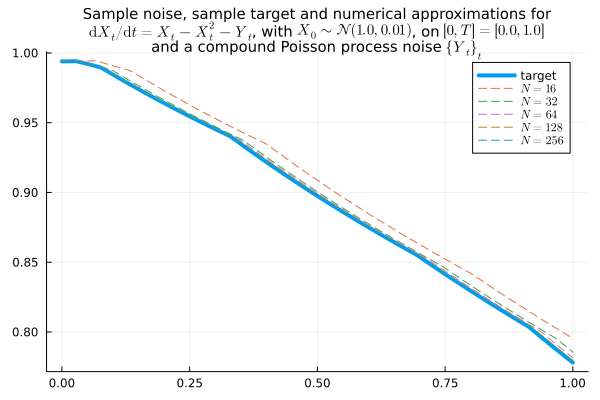 Sample noise, sample target and numerical approximations for
dX_t/dt = X_t − X_t^2 − Y_t, with X_0 ∼ 𝒩(1.0, 0.01), on [0, T] = [0.0, 1.0]
and a compound Poisson process noise {Y_t}_t
target
N = 16
N = 32
N = 64
N = 128
N = 256
1.00
0.95
0.90
0.85
0.80
0.00 0.25 0.50 0.75 1.00